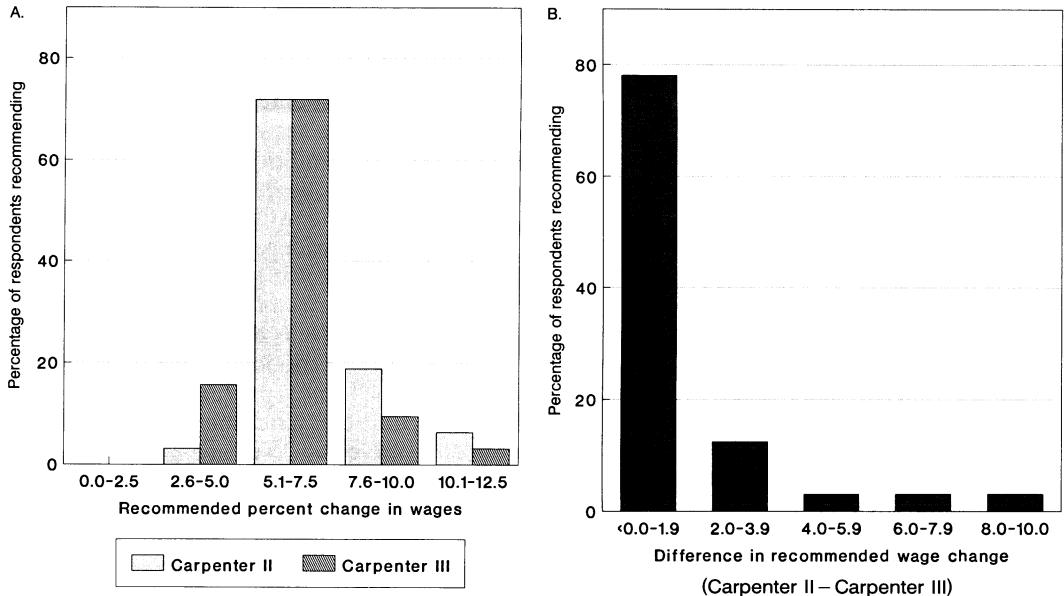 A.
Percentage of respondents recommending
80
60
40
20
0
0.0–2.5 2.6–5.0 5.1–7.5 7.6–10.0 10.1–12.5
Recommended percent change in wages
Carpenter II Carpenter III
B.
Percentage of respondents recommending
80
60
40
20
0
<0.0–1.9 2.0–3.9 4.0–5.9 6.0–7.9 8.0–10.0
Difference in recommended wage change
(Carpenter II – Carpenter III)